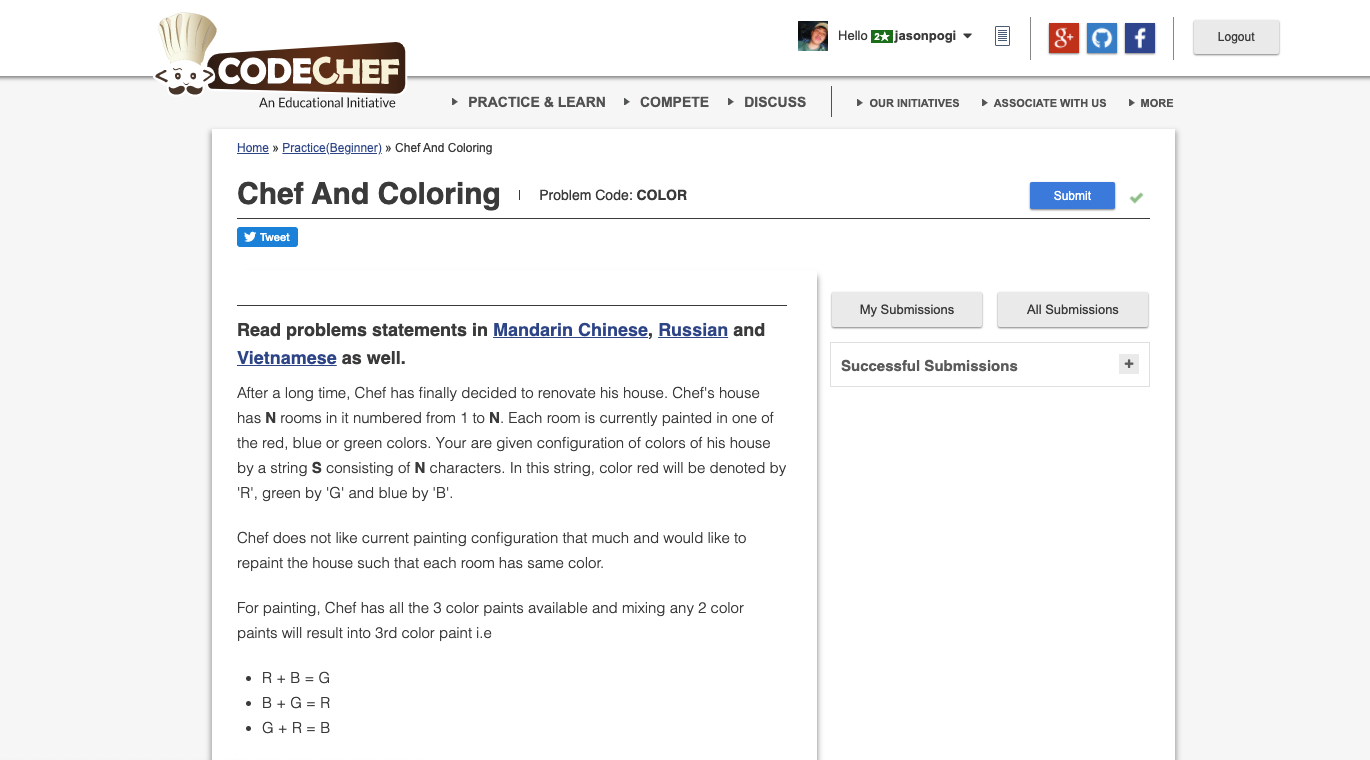 Hello 2★ jasonpogi
Logout
CODECHEF
An Educational Initiative
PRACTICE & LEARN COMPETE DISCUSS OUR INITIATIVES ASSOCIATE WITH US MORE
Home » Practice(Beginner) » Chef And Coloring
Chef And Coloring | Problem Code: COLOR
Submit
Tweet
My Submissions
All Submissions
Successful Submissions +
Read problems statements in Mandarin Chinese, Russian and
Vietnamese as well.
After a long time, Chef has finally decided to renovate his house. Chef's house
has N rooms in it numbered from 1 to N. Each room is currently painted in one of
the red, blue or green colors. Your are given configuration of colors of his house
by a string S consisting of N characters. In this string, color red will be denoted by
'R', green by 'G' and blue by 'B'.
Chef does not like current painting configuration that much and would like to
repaint the house such that each room has same color.
For painting, Chef has all the 3 color paints available and mixing any 2 color
paints will result into 3rd color paint i.e
• R + B = G
• B + G = R
• G + R = B